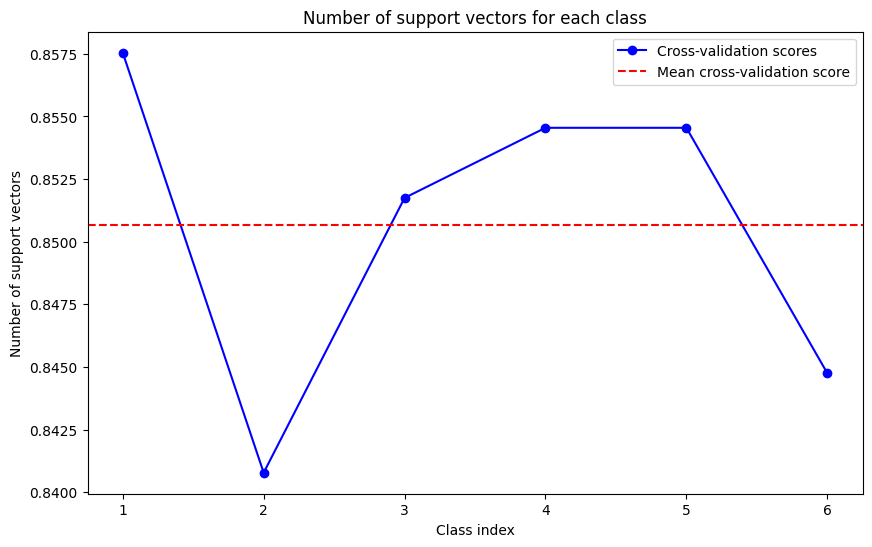 Number of support vectors for each class
Cross-validation scores
Mean cross-validation score
Number of support vectors
0.8575
0.8550
0.8525
0.8500
0.8475
0.8450
0.8425
0.8400
1 2 3 4 5 6
Class index